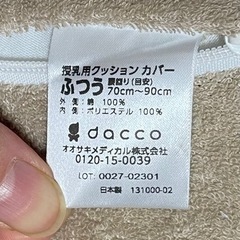 授乳用クッション カバー
ふつう 腰回り(目安)
70cm〜90cm
外側：綿 100%
内側：ポリエステル 100%
dacco
オオサキメディカル株式会社
0120-15-0039
LOT: 0027-02301
日本製 131000-02